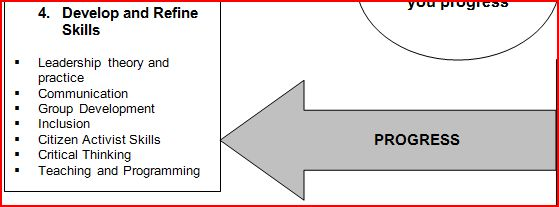 4. Develop and Refine
Skills
▪ Leadership theory and
practice
▪ Communication
▪ Group Development
▪ Inclusion
▪ Citizen Activist Skills
▪ Critical Thinking
▪ Teaching and Programming
you progress
PROGRESS